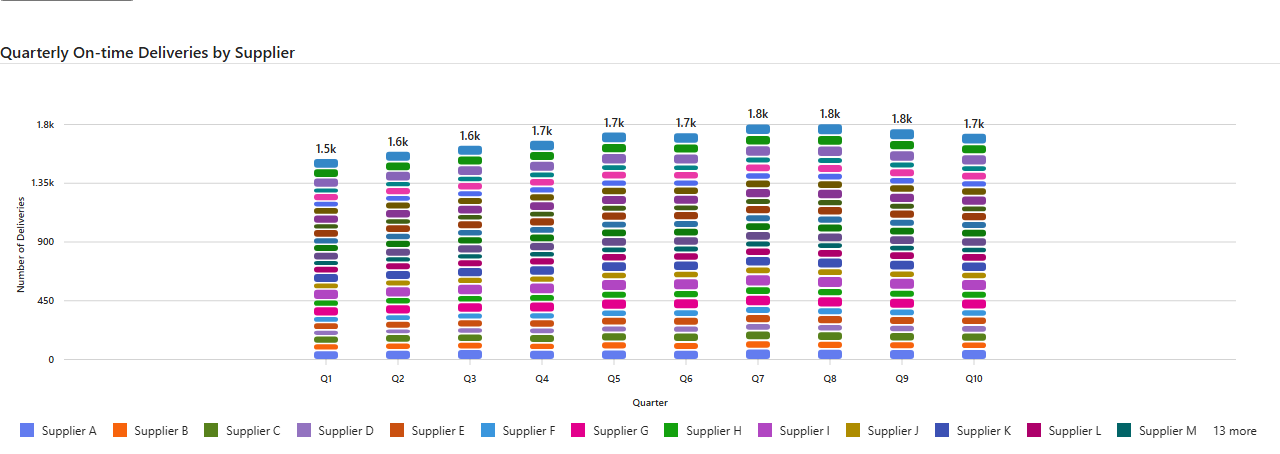 Quarterly On-time Deliveries by Supplier
1.8k
1.35k
900
450
0
Number of Deliveries
1.5k 1.6k 1.6k 1.7k 1.7k 1.7k 1.8k 1.8k 1.8k 1.7k
Q1 Q2 Q3 Q4 Q5 Q6 Q7 Q8 Q9 Q10
Quarter
Supplier A Supplier B Supplier C Supplier D Supplier E Supplier F Supplier G Supplier H Supplier I Supplier J Supplier K Supplier L Supplier M 13 more